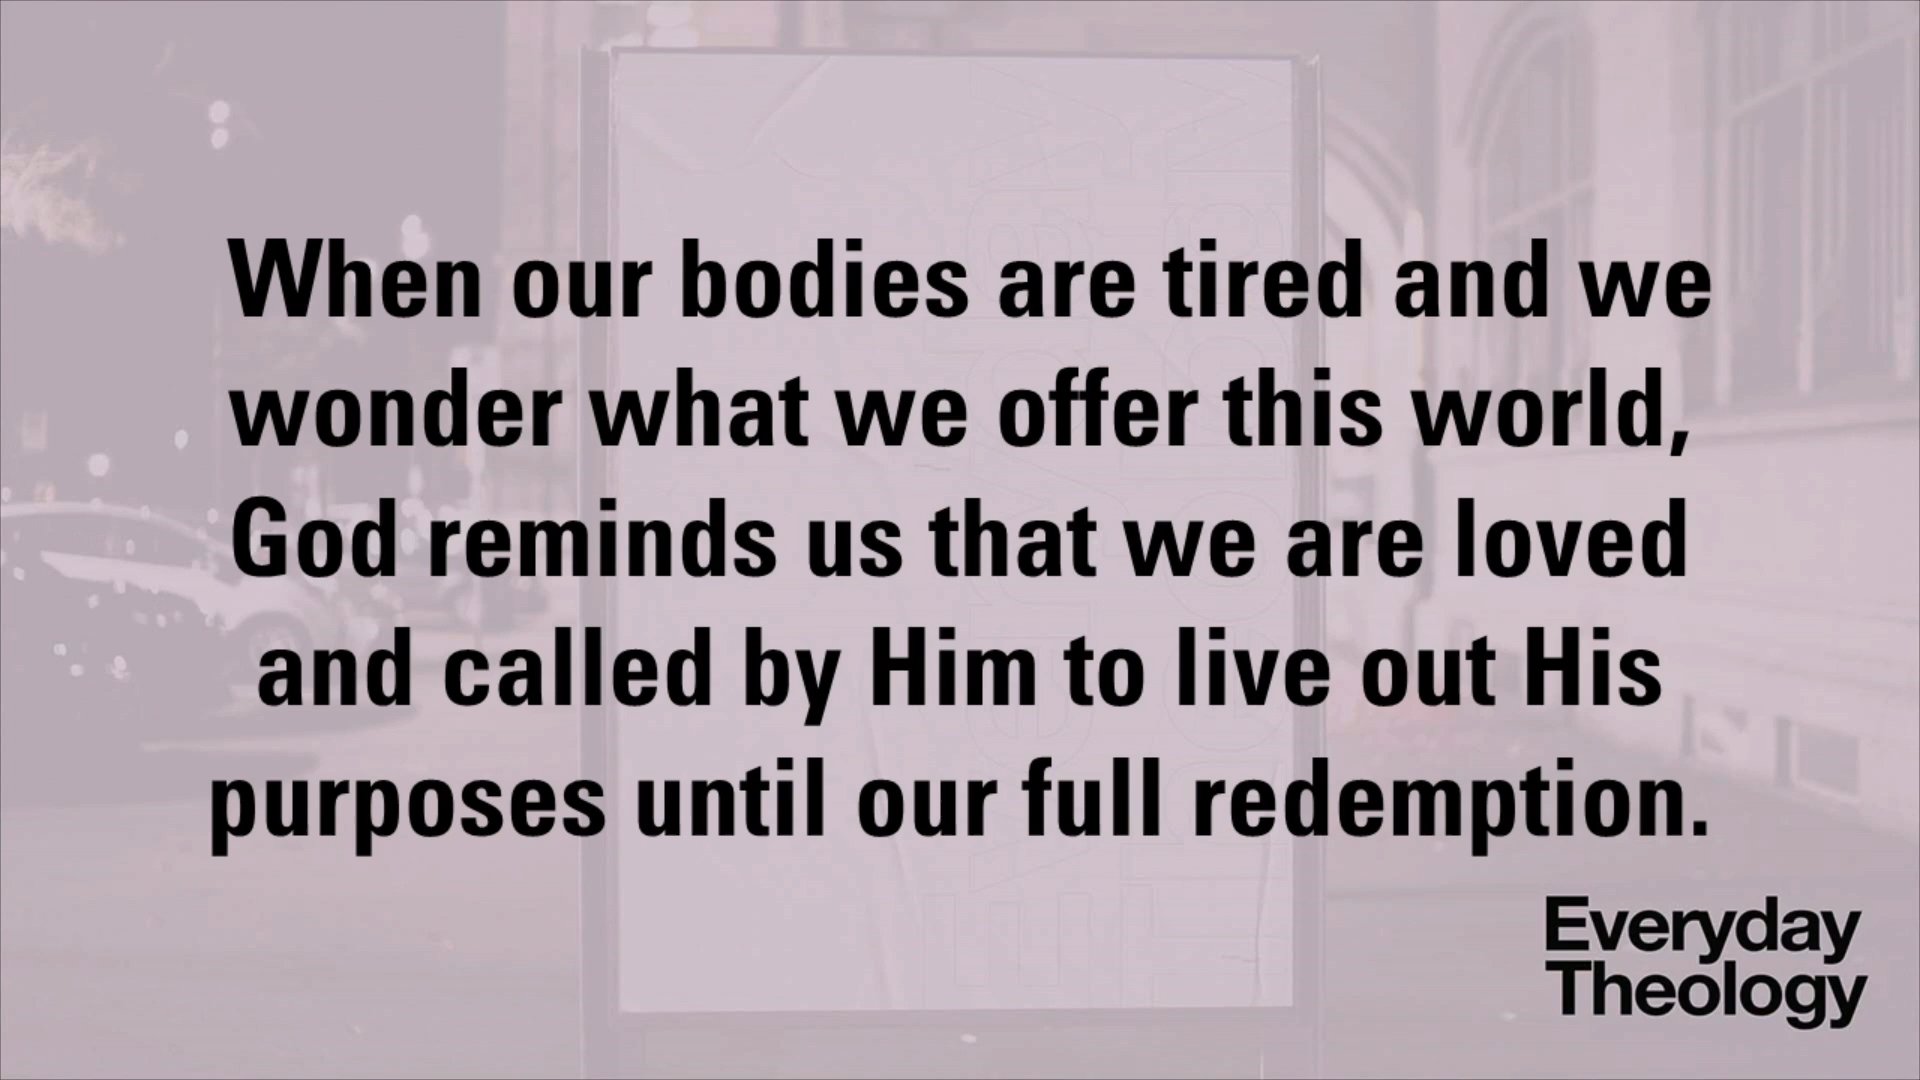 When our bodies are tired and we
wonder what we offer this world,
God reminds us that we are loved
and called by Him to live out His
purposes until our full redemption.
Everyday
Theology